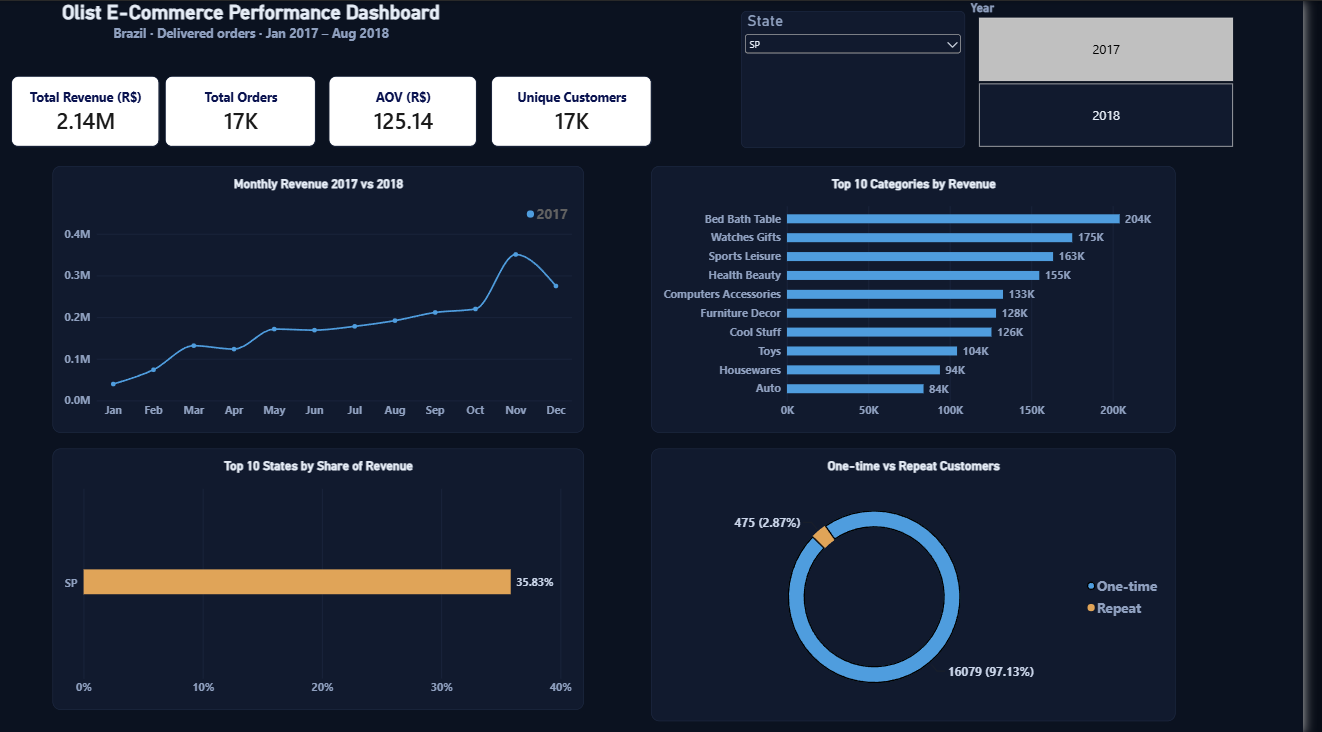 Olist E-Commerce Performance Dashboard
Brazil · Delivered orders · Jan 2017 – Aug 2018
State
SP
Year
2017
2018
Total Revenue (R$)
2.14M
Total Orders
17K
AOV (R$)
125.14
Unique Customers
17K
Monthly Revenue 2017 vs 2018
2017
0.4M
0.3M
0.2M
0.1M
0.0M
Jan Feb Mar Apr May Jun Jul Aug Sep Oct Nov Dec
Top 10 Categories by Revenue
Bed Bath Table 204K
Watches Gifts 175K
Sports Leisure 163K
Health Beauty 155K
Computers Accessories 133K
Furniture Decor 128K
Cool Stuff 126K
Toys 104K
Housewares 94K
Auto 84K
0K 50K 100K 150K 200K
Top 10 States by Share of Revenue
SP 35.83%
0% 10% 20% 30% 40%
One-time vs Repeat Customers
475 (2.87%)
One-time
Repeat
16079 (97.13%)